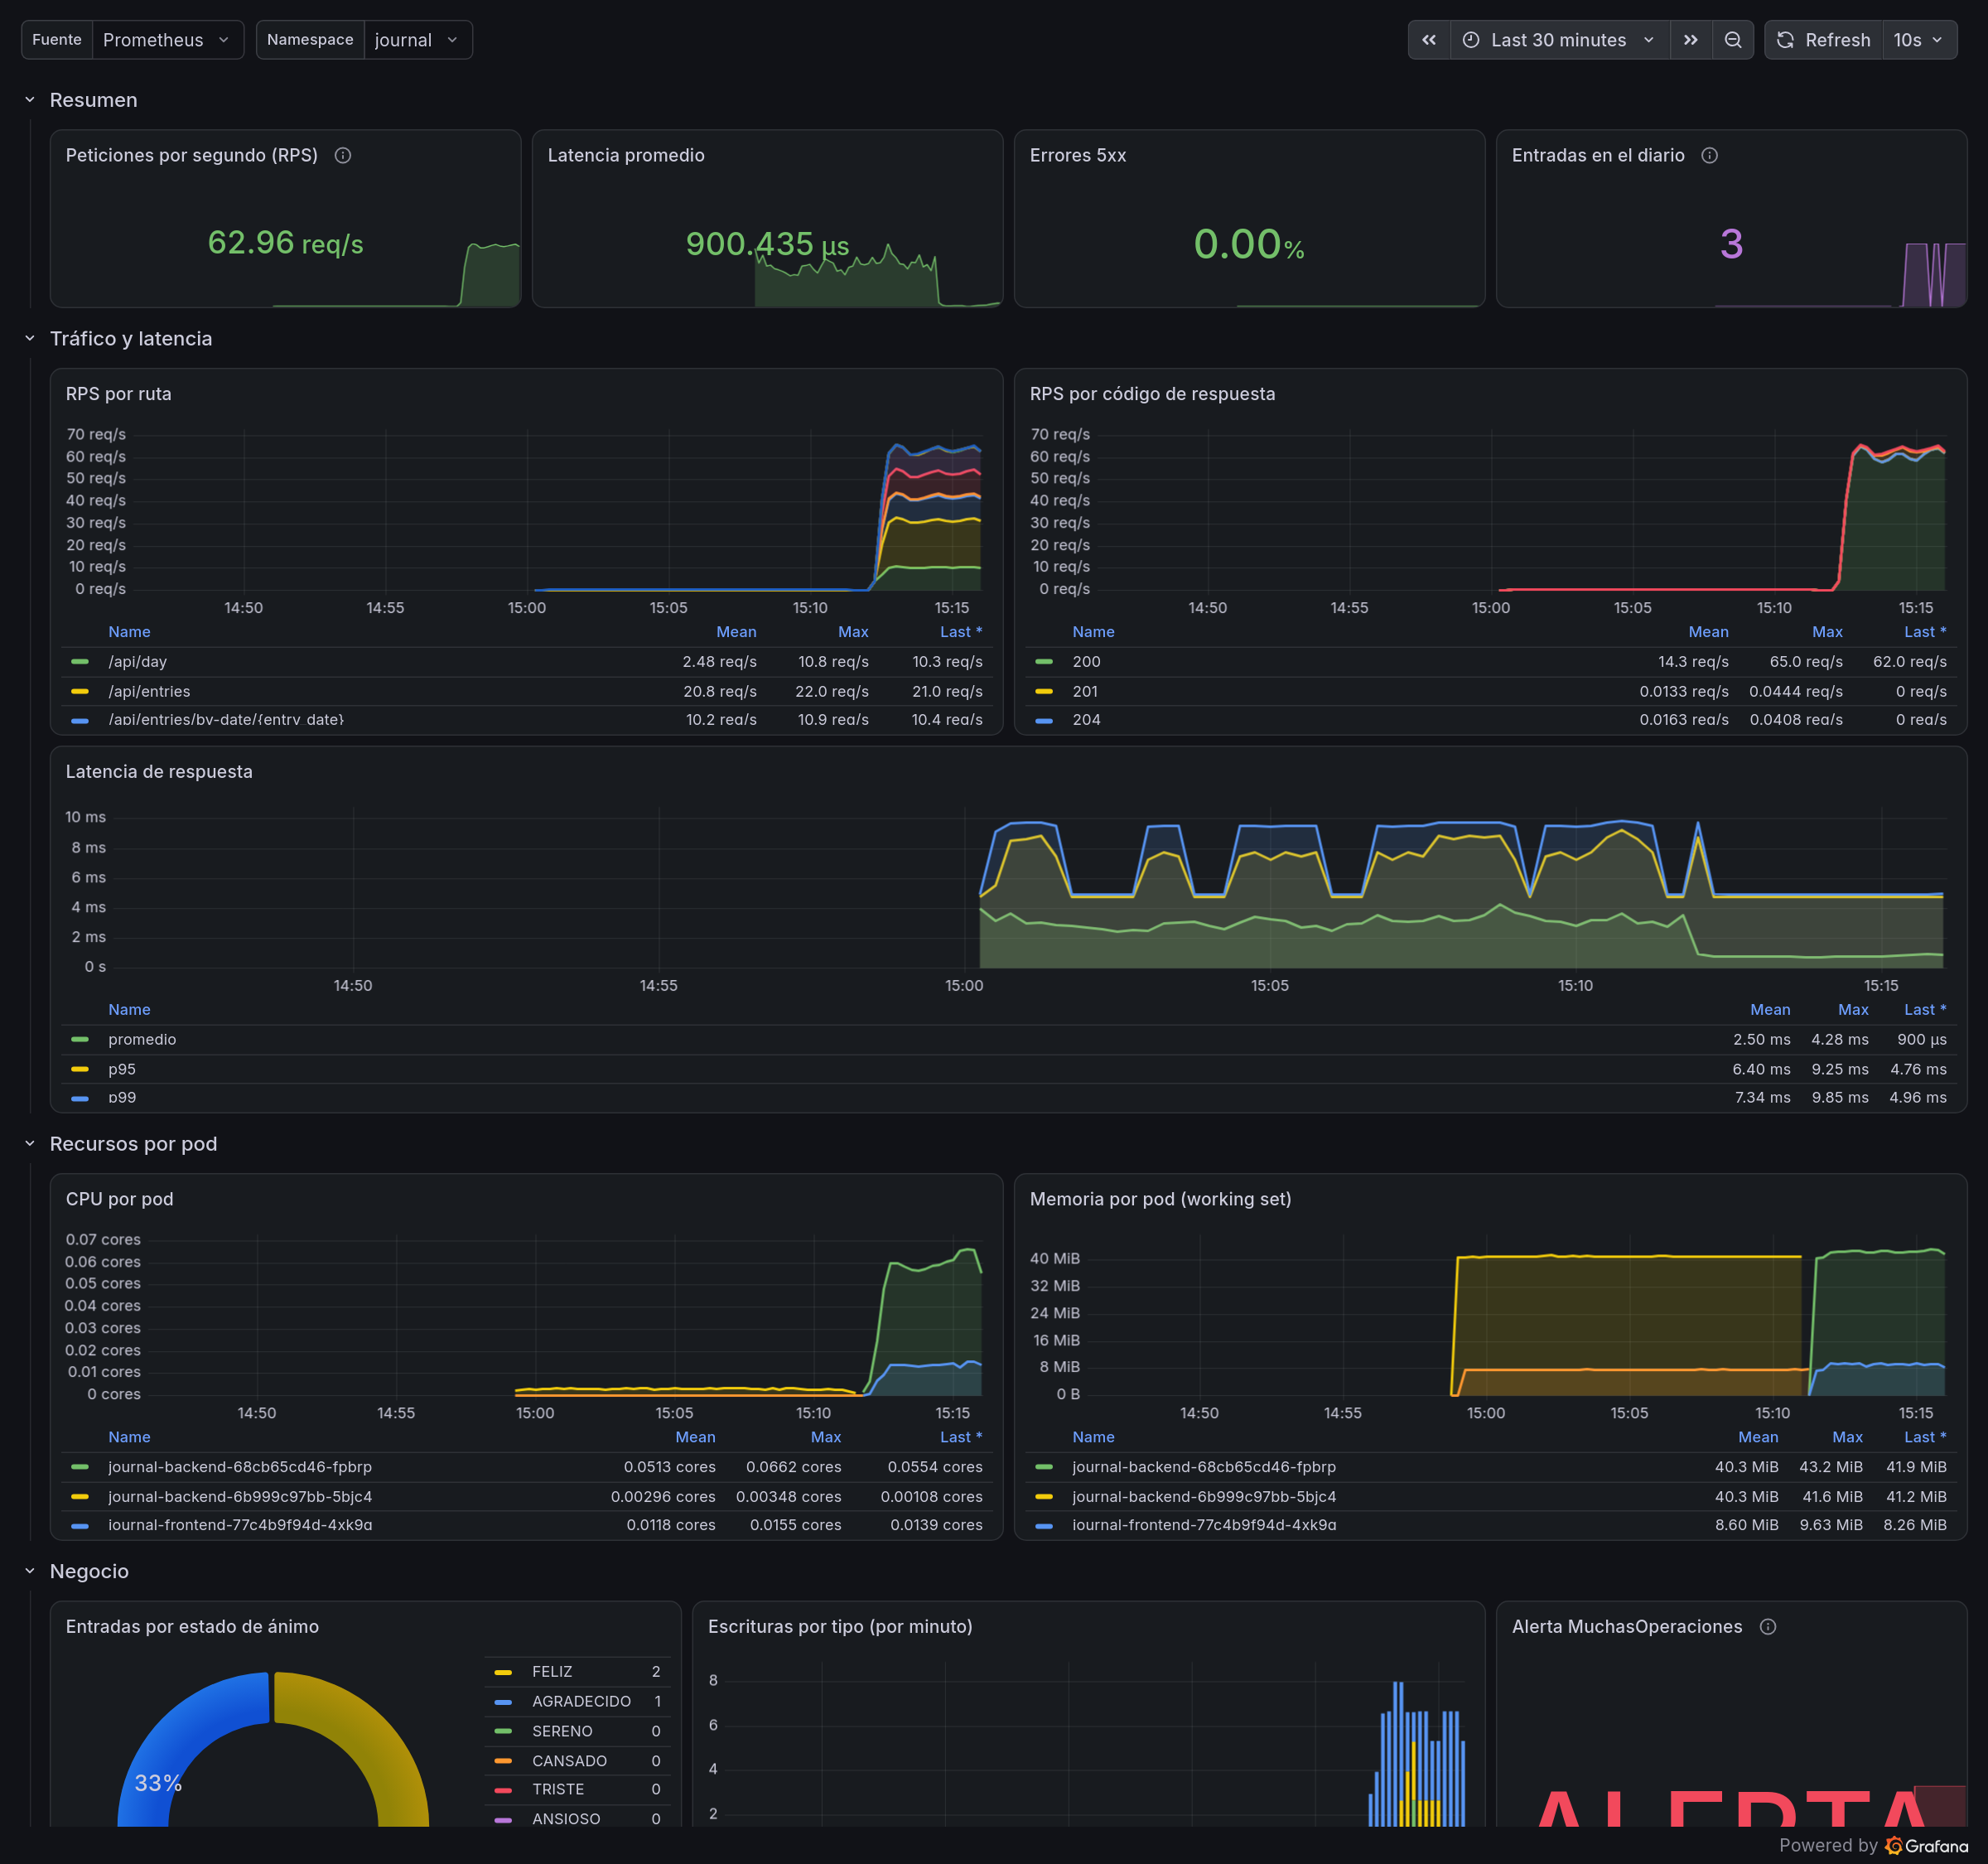 Fuente Prometheus Namespace journal Last 30 minutes Refresh 10s
Resumen
Peticiones por segundo (RPS)
62.96 req/s
Latencia promedio
900.435 µs
Errores 5xx
0.00%
Entradas en el diario
3
Tráfico y latencia
RPS por ruta
70 req/s
60 req/s
50 req/s
40 req/s
30 req/s
20 req/s
10 req/s
0 req/s
14:50 14:55 15:00 15:05 15:10 15:15
Name Mean Max Last *
/api/day 2.48 req/s 10.8 req/s 10.3 req/s
/api/entries 20.8 req/s 22.0 req/s 21.0 req/s
/api/entries/by-date/{entry_date} 10.2 req/s 10.9 req/s 10.4 req/s
RPS por código de respuesta
70 req/s
60 req/s
50 req/s
40 req/s
30 req/s
20 req/s
10 req/s
0 req/s
14:50 14:55 15:00 15:05 15:10 15:15
Name Mean Max Last *
200 14.3 req/s 65.0 req/s 62.0 req/s
201 0.0133 req/s 0.0444 req/s 0 req/s
204 0.0163 req/s 0.0408 req/s 0 req/s
Latencia de respuesta
10 ms
8 ms
6 ms
4 ms
2 ms
0 s
14:50 14:55 15:00 15:05 15:10 15:15
Name Mean Max Last *
promedio 2.50 ms 4.28 ms 900 µs
p95 6.40 ms 9.25 ms 4.76 ms
p99 7.34 ms 9.85 ms 4.96 ms
Recursos por pod
CPU por pod
0.07 cores
0.06 cores
0.05 cores
0.04 cores
0.03 cores
0.02 cores
0.01 cores
0 cores
14:50 14:55 15:00 15:05 15:10 15:15
Name Mean Max Last *
journal-backend-68cb65cd46-fpbrp 0.0513 cores 0.0662 cores 0.0554 cores
journal-backend-6b999c97bb-5bjc4 0.00296 cores 0.00348 cores 0.00108 cores
journal-frontend-77c4b9f94d-4xk9q 0.0118 cores 0.0155 cores 0.0139 cores
Memoria por pod (working set)
40 MiB
32 MiB
24 MiB
16 MiB
8 MiB
0 B
14:50 14:55 15:00 15:05 15:10 15:15
Name Mean Max Last *
journal-backend-68cb65cd46-fpbrp 40.3 MiB 43.2 MiB 41.9 MiB
journal-backend-6b999c97bb-5bjc4 40.3 MiB 41.6 MiB 41.2 MiB
journal-frontend-77c4b9f94d-4xk9q 8.60 MiB 9.63 MiB 8.26 MiB
Negocio
Entradas por estado de ánimo
33%
FELIZ 2
AGRADECIDO 1
SERENO 0
CANSADO 0
TRISTE 0
ANSIOSO 0
Escrituras por tipo (por minuto)
8
6
4
2
Alerta MuchasOperaciones
ALERTA
Powered by Grafana